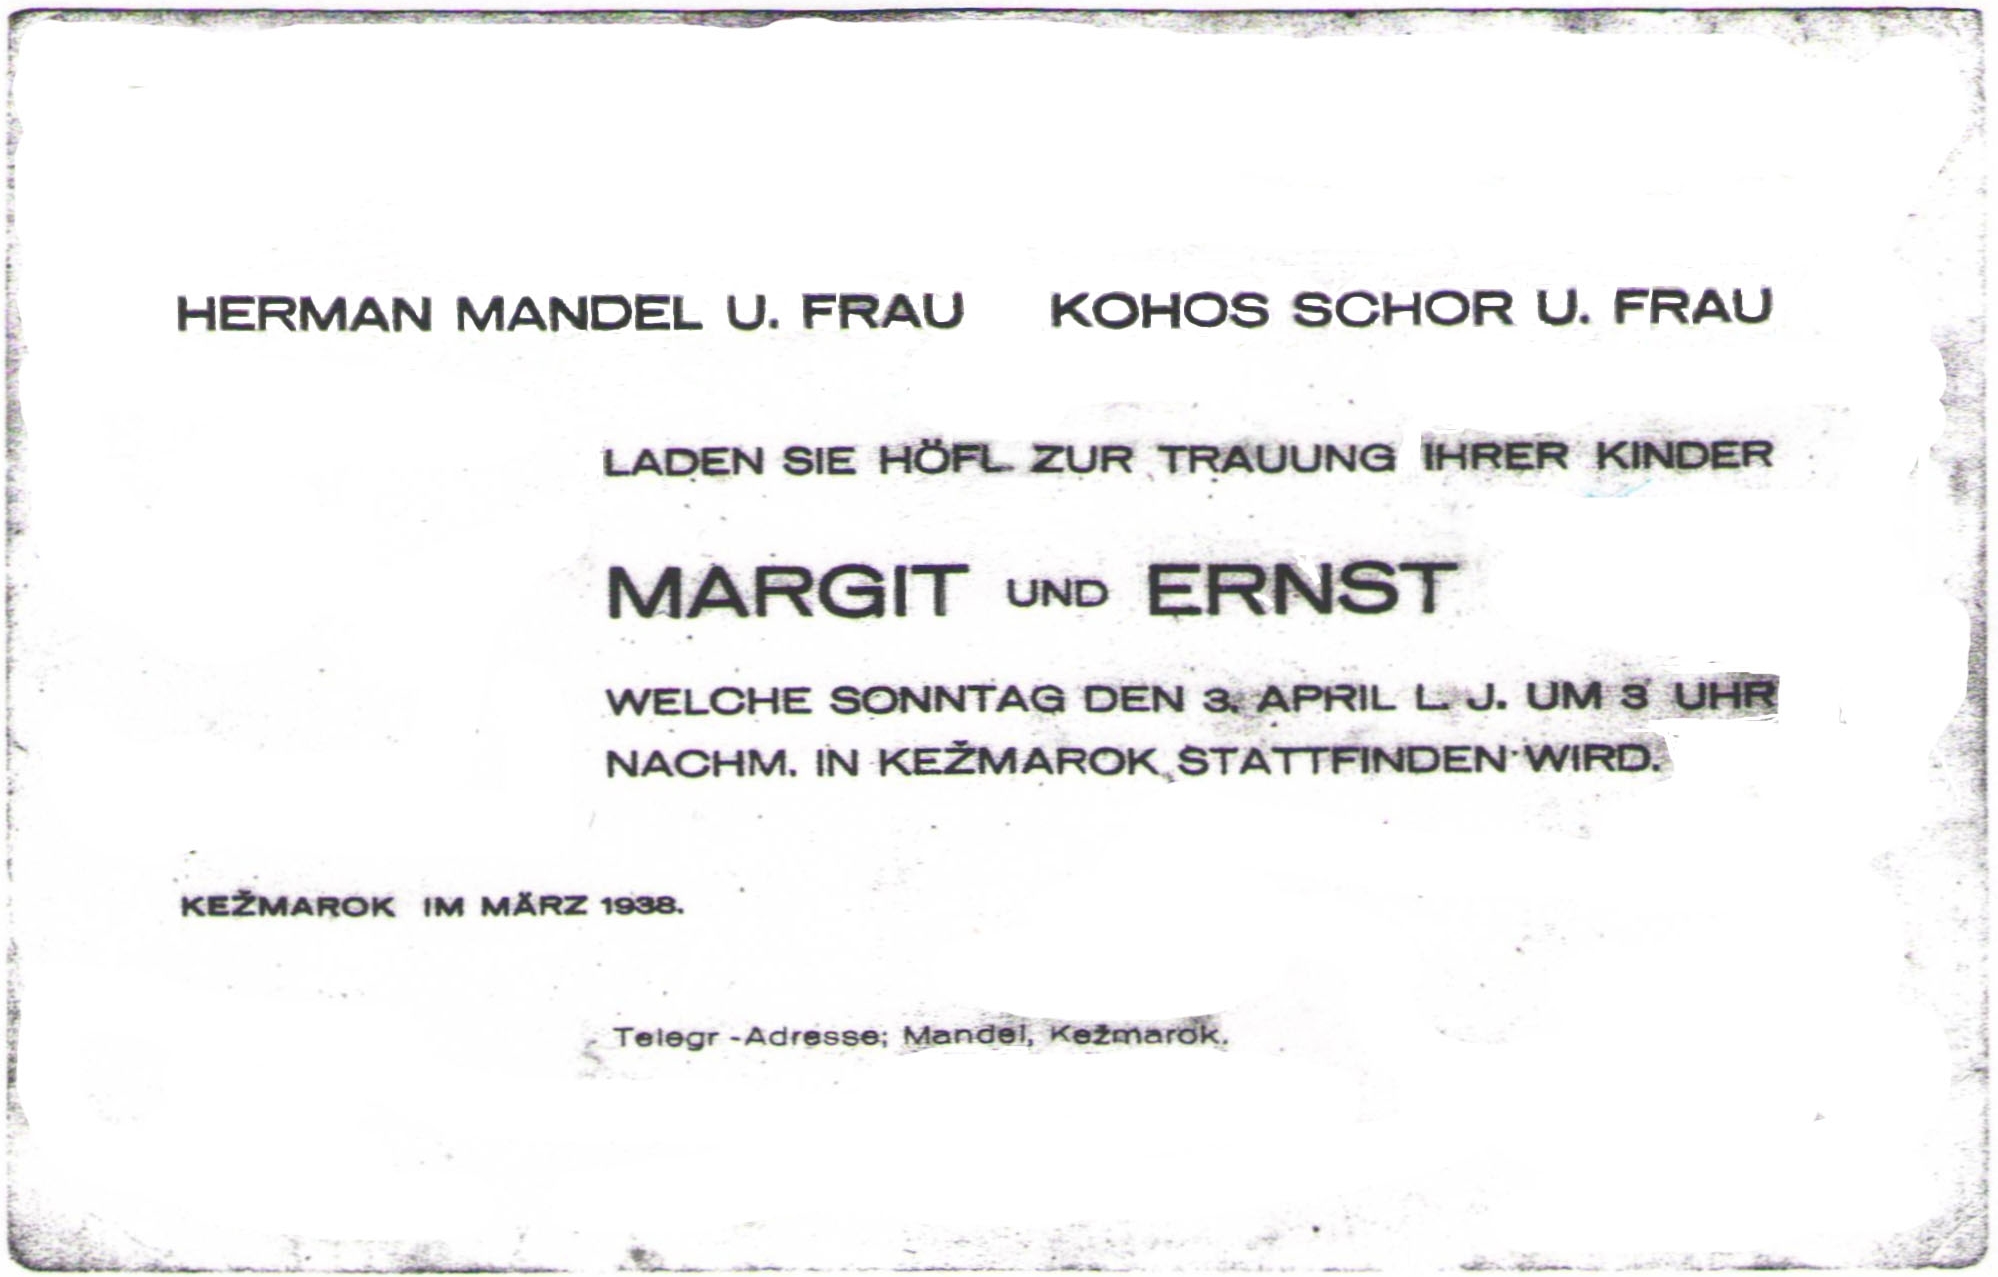 HERMAN MANDEL U. FRAU KOHOS SCHOR U. FRAU
LADEN SIE HÖFL. ZUR TRAUUNG IHRER KINDER
MARGIT UND ERNST
WELCHE SONNTAG DEN 3. APRIL L. J. UM 3 UHR
NACHM. IN KEŽMAROK STATTFINDEN WIRD.
KEŽMAROK IM MÄRZ 1938.
Telegr-Adresse; Mandel, Kežmarok.